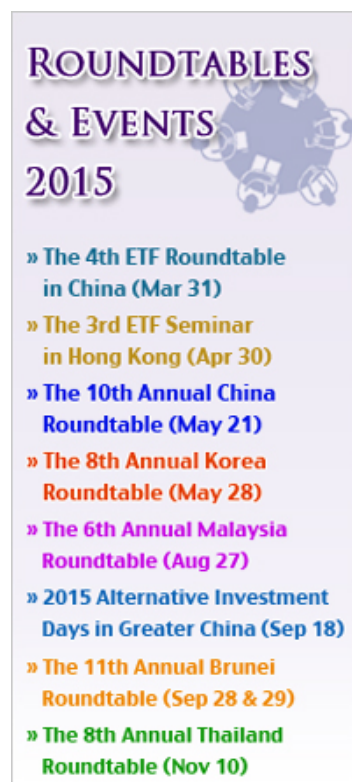 ROUNDTABLES
& EVENTS
2015
» The 4th ETF Roundtable
in China (Mar 31)
» The 3rd ETF Seminar
in Hong Kong (Apr 30)
» The 10th Annual China
Roundtable (May 21)
» The 8th Annual Korea
Roundtable (May 28)
» The 6th Annual Malaysia
Roundtable (Aug 27)
» 2015 Alternative Investment
Days in Greater China (Sep 18)
» The 11th Annual Brunei
Roundtable (Sep 28 & 29)
» The 8th Annual Thailand
Roundtable (Nov 10)